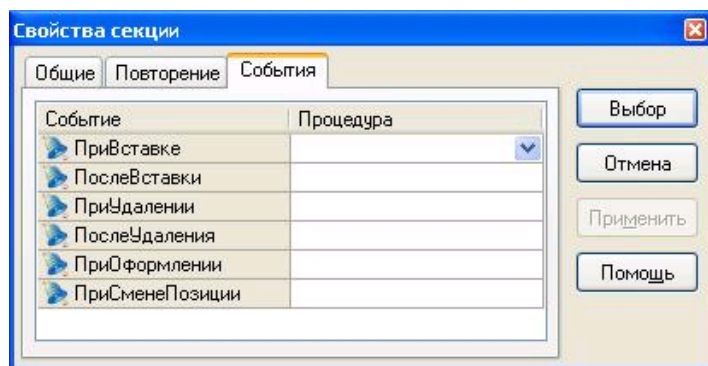 Свойства секции
Общие Повторение События
Событие Процедура
ПриВставке
ПослеВставки
ПриУдалении
ПослеУдаления
ПриОформлении
ПриСменеПозиции
Выбор
Отмена
Применить
Помощь